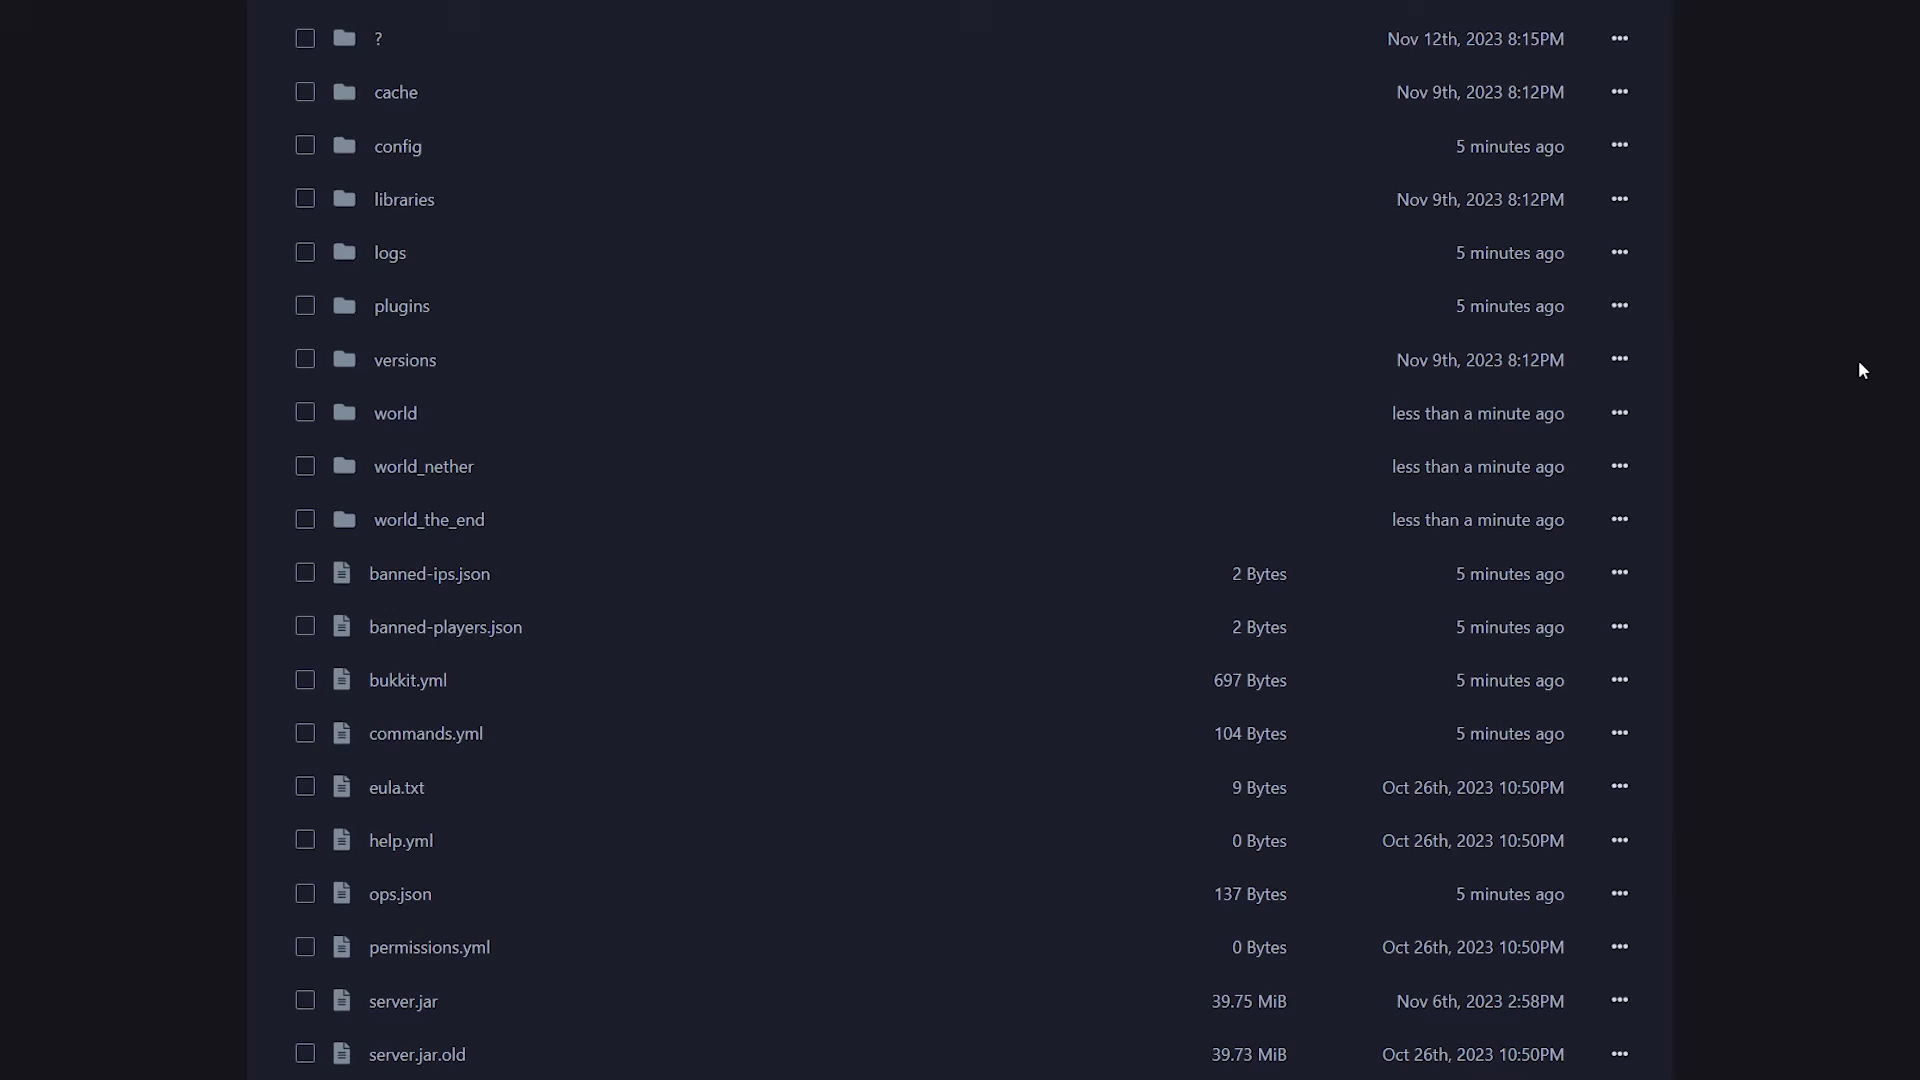 ? Nov 12th, 2023 8:15PM •••
cache Nov 9th, 2023 8:12PM •••
config 5 minutes ago •••
libraries Nov 9th, 2023 8:12PM •••
logs 5 minutes ago •••
plugins 5 minutes ago •••
versions Nov 9th, 2023 8:12PM •••
world less than a minute ago •••
world_nether less than a minute ago •••
world_the_end less than a minute ago •••
banned-ips.json 2 Bytes 5 minutes ago •••
banned-players.json 2 Bytes 5 minutes ago •••
bukkit.yml 697 Bytes 5 minutes ago •••
commands.yml 104 Bytes 5 minutes ago •••
eula.txt 9 Bytes Oct 26th, 2023 10:50PM •••
help.yml 0 Bytes Oct 26th, 2023 10:50PM •••
ops.json 137 Bytes 5 minutes ago •••
permissions.yml 0 Bytes Oct 26th, 2023 10:50PM •••
server.jar 39.75 MiB Nov 6th, 2023 2:58PM •••
server.jar.old 39.73 MiB Oct 26th, 2023 10:50PM •••